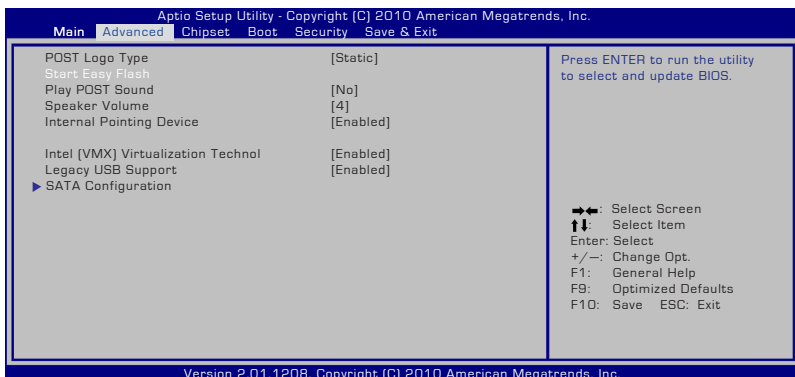 Aptio Setup Utility - Copyright (C) 2010 American Megatrends, Inc.
Main Advanced Chipset Boot Security Save & Exit
POST Logo Type [Static]
Start Easy Flash
Play POST Sound [No]
Speaker Volume [4]
Internal Pointing Device [Enabled]
Intel (VMX) Virtualization Technol [Enabled]
Legacy USB Support [Enabled]
SATA Configuration
Press ENTER to run the utility
to select and update BIOS.
→←: Select Screen
↑↓: Select Item
Enter: Select
+/—: Change Opt.
F1: General Help
F9: Optimized Defaults
F10: Save ESC: Exit
Version 2.01.1208. Copyright (C) 2010 American Megatrends, Inc.